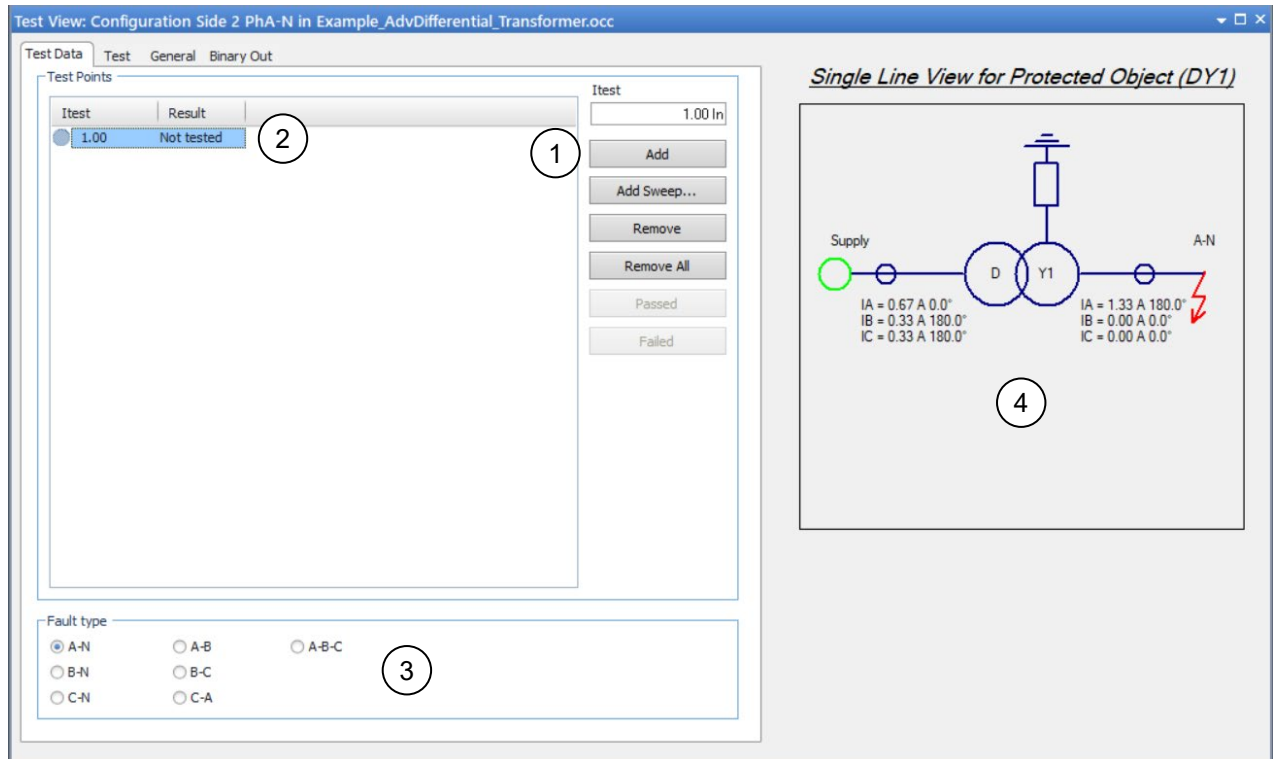 Test View: Configuration Side 2 PhA-N in Example_AdvDifferential_Transformer.occ
Test Data Test General Binary Out
Test Points
Itest Result
1.00 Not tested
2
Itest
1.00 In
1
Add
Add Sweep...
Remove
Remove All
Passed
Failed
Fault type
A-N A-B A-B-C
B-N B-C
C-N C-A
3
Single Line View for Protected Object (DY1)
Supply
A-N
D Y1
IA = 0.67 A 0.0°
IB = 0.33 A 180.0°
IC = 0.33 A 180.0°
IA = 1.33 A 180.0°
IB = 0.00 A 0.0°
IC = 0.00 A 0.0°
4